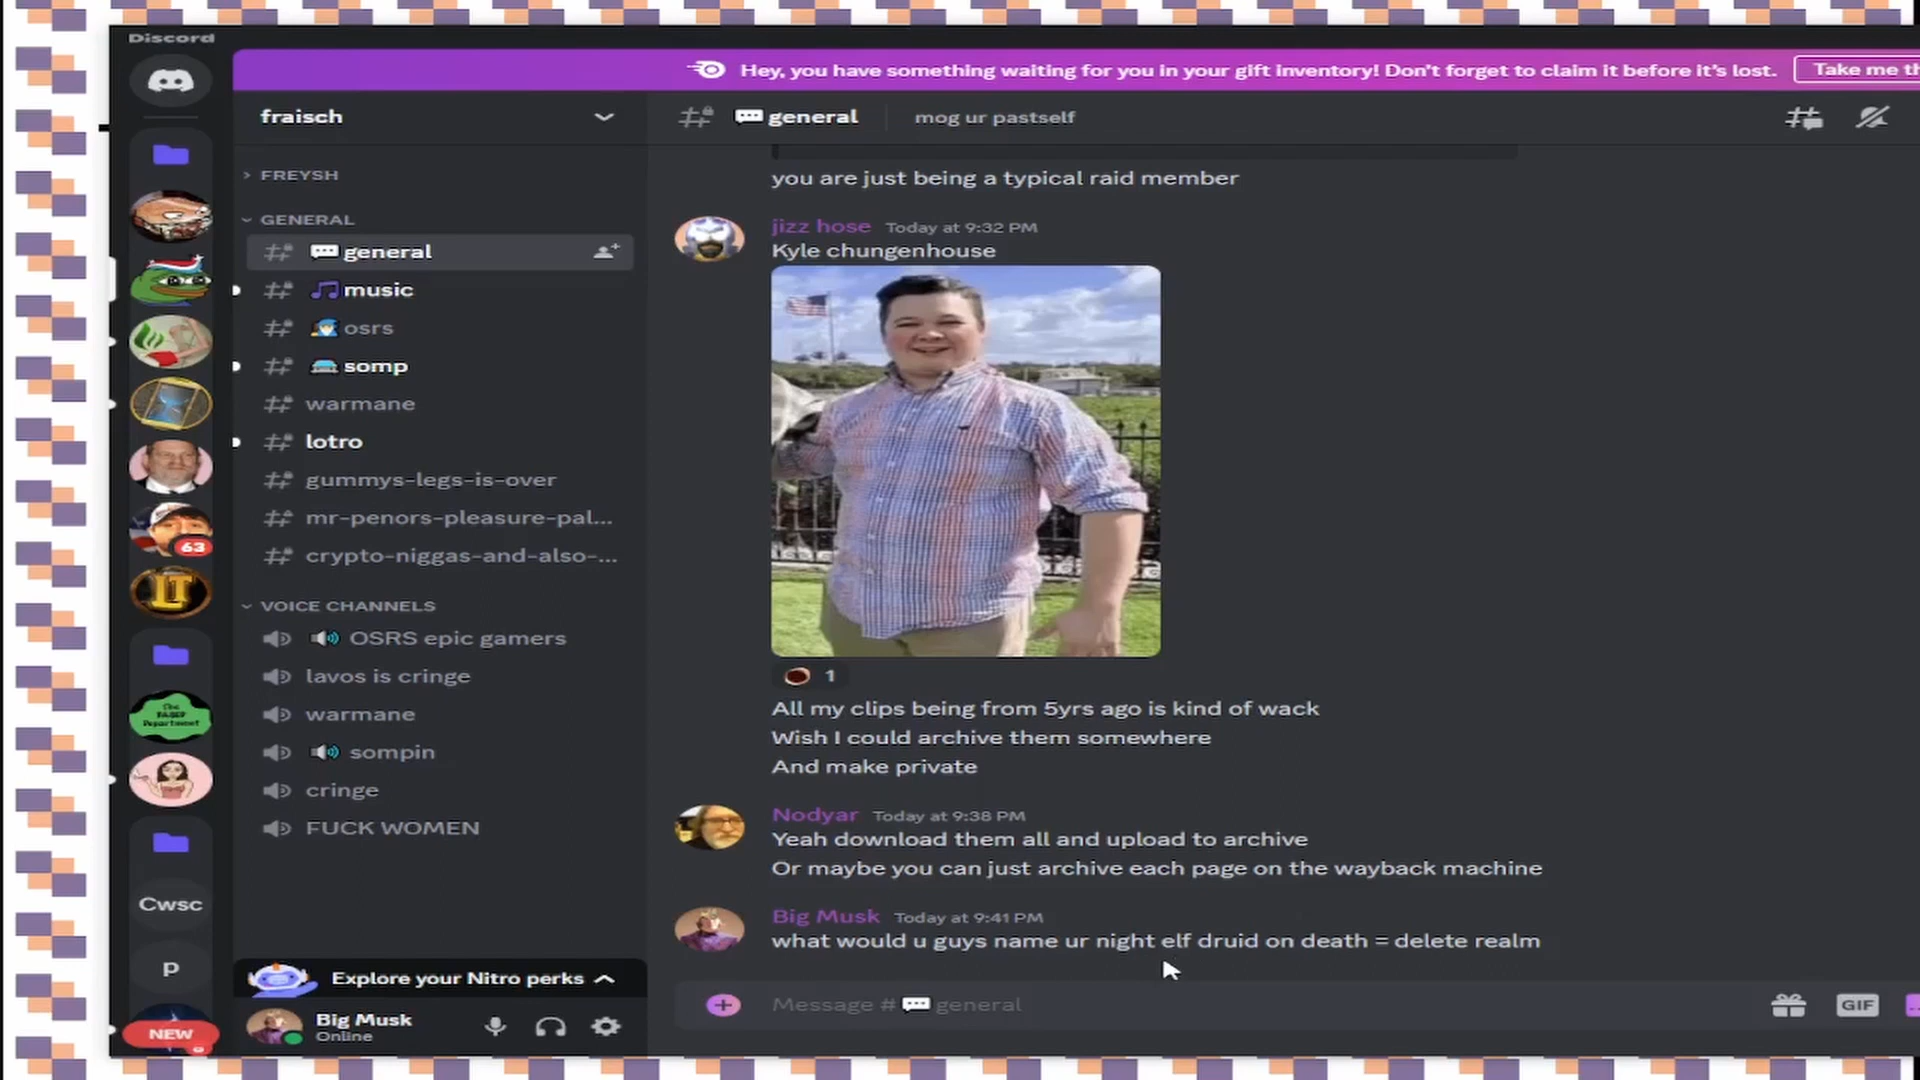 Discord
Hey, you have something waiting for you in your gift inventory! Don't forget to claim it before it's lost.
Take me th
fraisch
general
mog ur pastself
FREYSH
GENERAL
general
music
osrs
somp
warmane
lotro
gummys-legs-is-over
mr-penors-pleasure-pal...
crypto-niggas-and-also-...
VOICE CHANNELS
OSRS epic gamers
lavos is cringe
warmane
sompin
cringe
FUCK WOMEN
63
LT
The
Department
Cwsc
P
NEW
Explore your Nitro perks
Big Musk
Online
you are just being a typical raid member
jizz hose Today at 9:32 PM
Kyle chungenhouse
1
All my clips being from 5yrs ago is kind of wack
Wish I could archive them somewhere
And make private
Nodyar Today at 9:38 PM
Yeah download them all and upload to archive
Or maybe you can just archive each page on the wayback machine
Big Musk Today at 9:41 PM
what would u guys name ur night elf druid on death = delete realm
Message # general
GIF